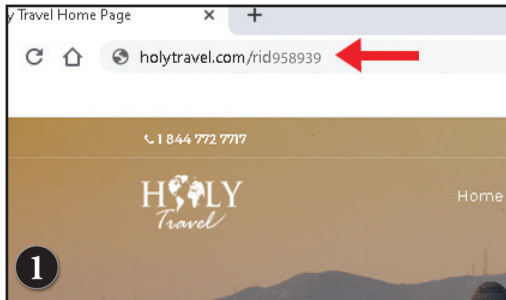 y Travel Home Page
holytravel.com/rid958939
1 844 772 7717
HOLY
Travel
Home
1